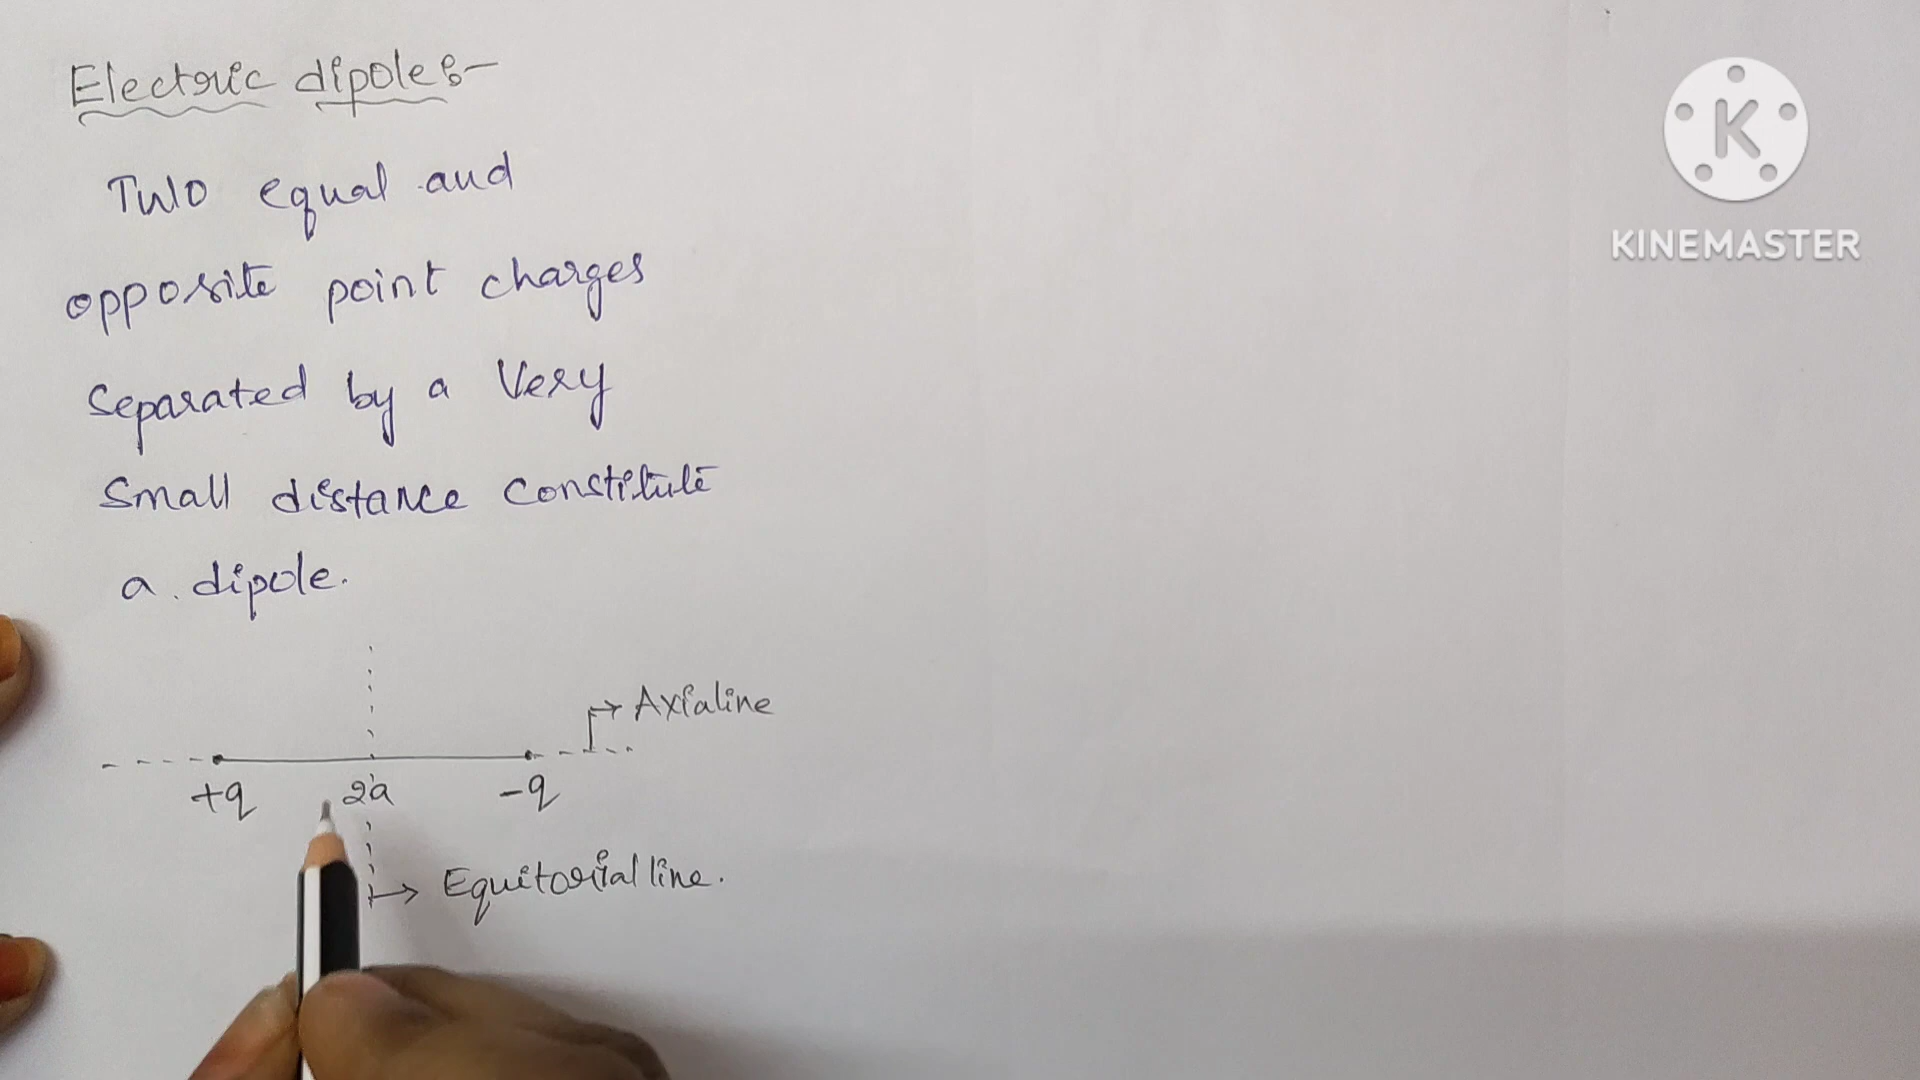 Electric dipole:-
Two equal and
opposite point charges
Separated by a Very
Small distance constitute
a dipole.
Axialine
+q 2a -q
Equitorial line.
K
KINEMASTER